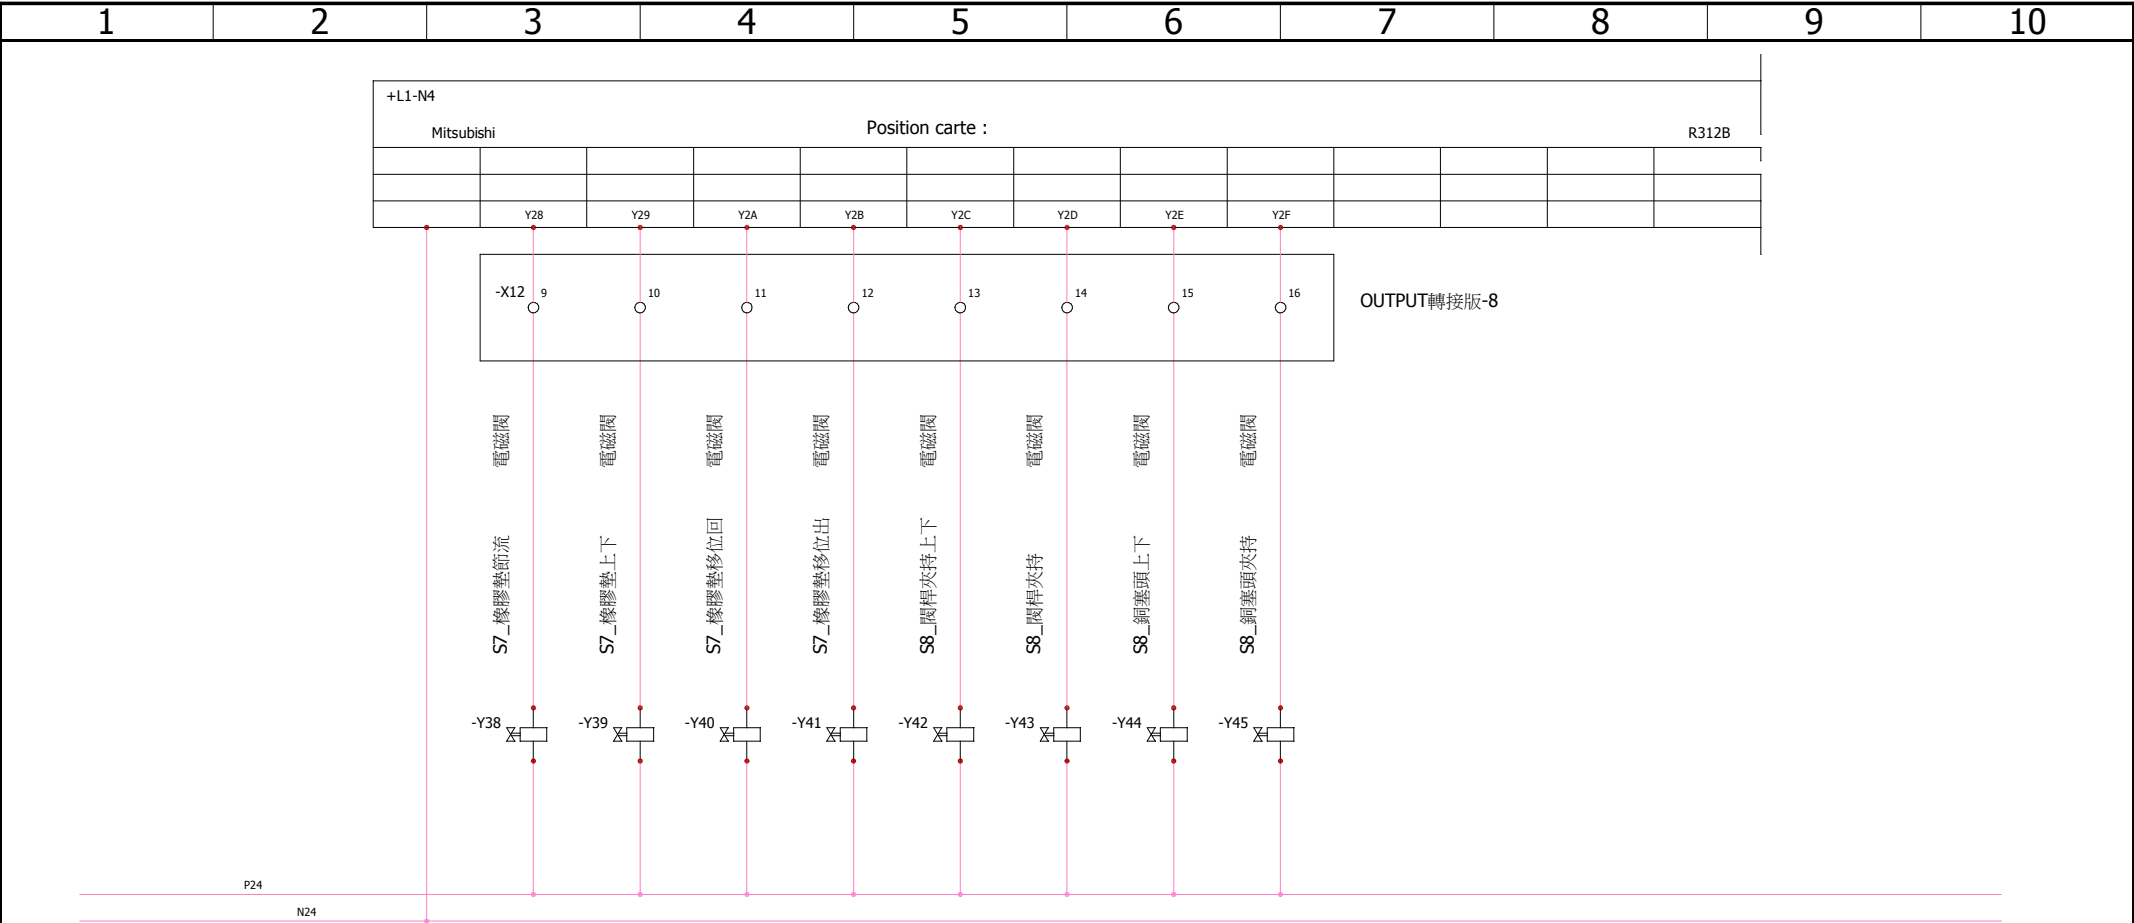 1 2 3 4 5 6 7 8 9 10
+L1-N4
Mitsubishi Position carte : R312B
Y28 Y29 Y2A Y2B Y2C Y2D Y2E Y2F
-X12 9 10 11 12 13 14 15 16
OUTPUT轉接版-8
S7_橡膠墊節流 電磁閥
S7_橡膠墊上下 電磁閥
S7_橡膠墊移位回 電磁閥
S7_橡膠墊移位出 電磁閥
S8_閥桿夾持上下 電磁閥
S8_閥桿夾持 電磁閥
S8_銅塞頭上下 電磁閥
S8_銅塞頭夾持 電磁閥
-Y38 -Y39 -Y40 -Y41 -Y42 -Y43 -Y44 -Y45
P24
N24